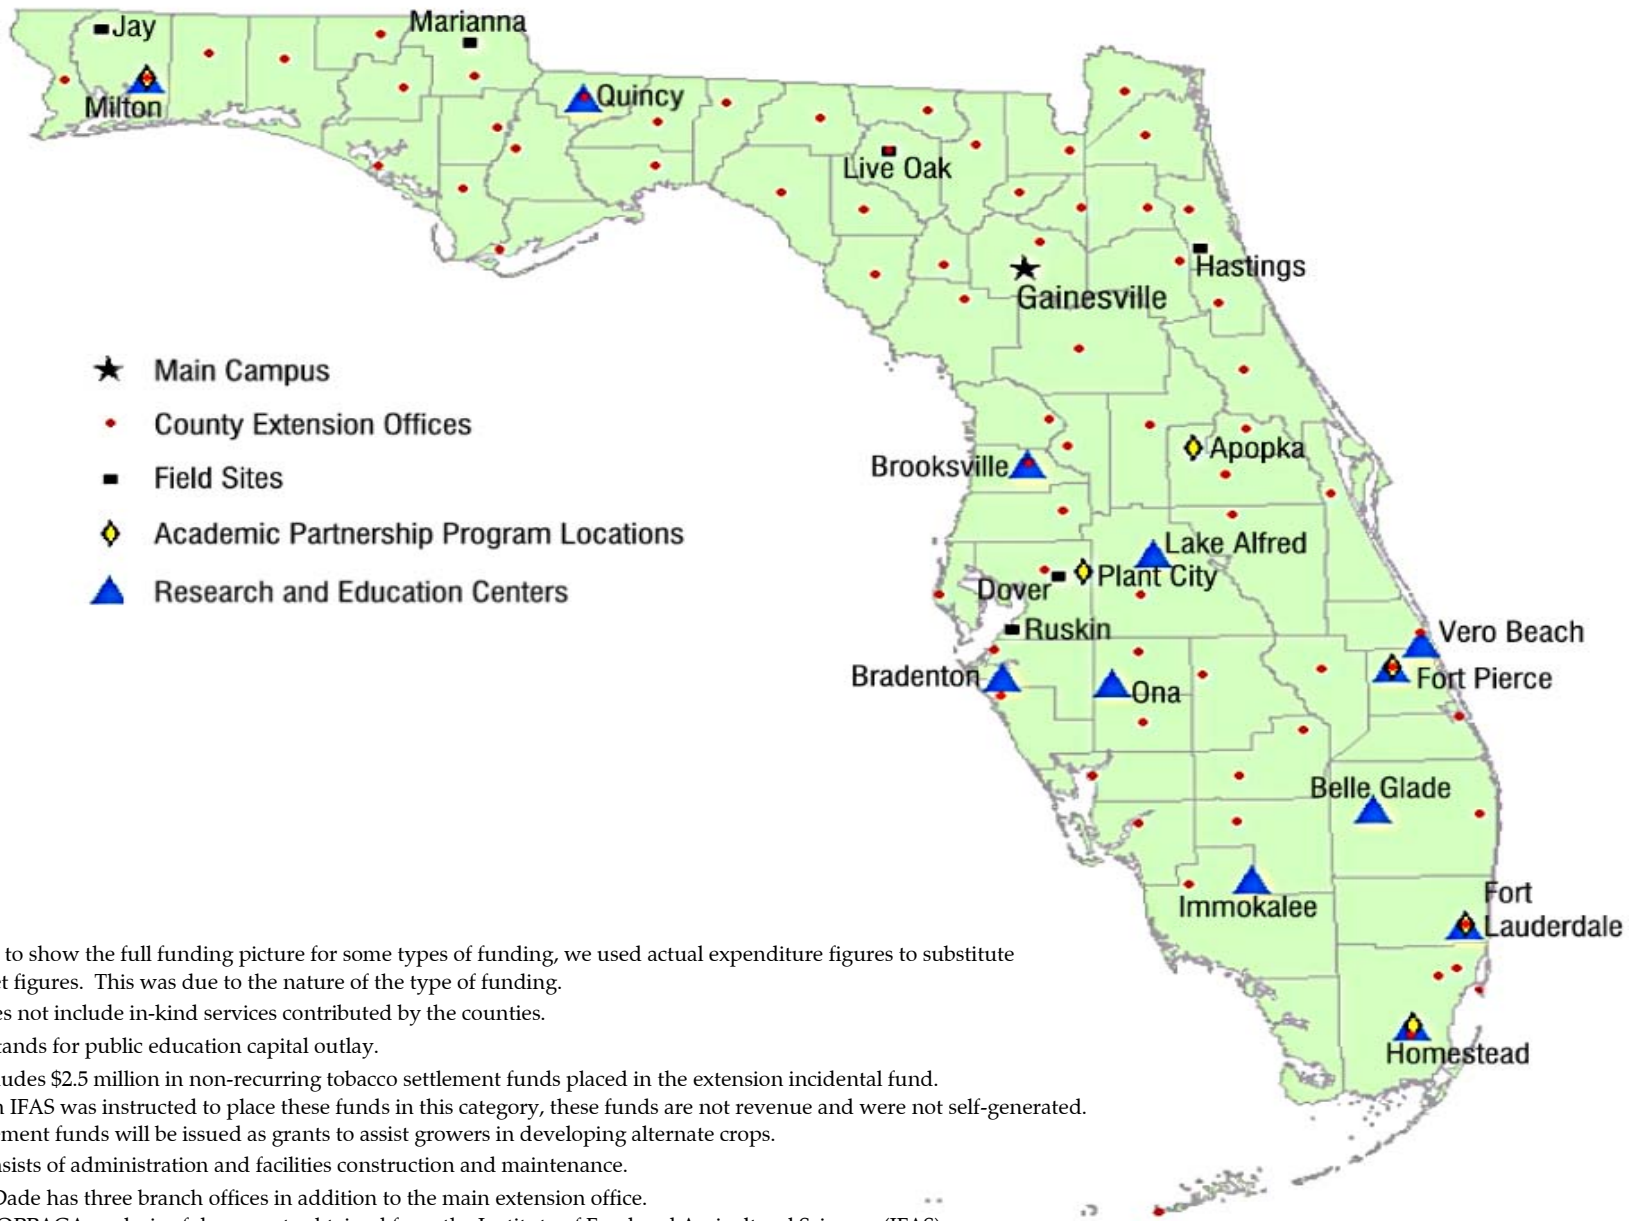 Jay
Marianna
Milton
Quincy
Live Oak
Hastings
Gainesville
Main Campus
County Extension Offices
Field Sites
Academic Partnership Program Locations
Research and Education Centers
Apopka
Brooksville
Lake Alfred
Plant City
Dover
Ruskin
Vero Beach
Bradenton
Ona
Fort Pierce
Belle Glade
Immokalee
Fort
Lauderdale
Homestead
to show the full funding picture for some types of funding, we used actual expenditure figures to substitute
figures. This was due to the nature of the type of funding.
not include in-kind services contributed by the counties.
tands for public education capital outlay.
udes $2.5 million in non-recurring tobacco settlement funds placed in the extension incidental fund.
IFAS was instructed to place these funds in this category, these funds are not revenue and were not self-generated.
ment funds will be issued as grants to assist growers in developing alternate crops.
sists of administration and facilities construction and maintenance.
Dade has three branch offices in addition to the main extension office.